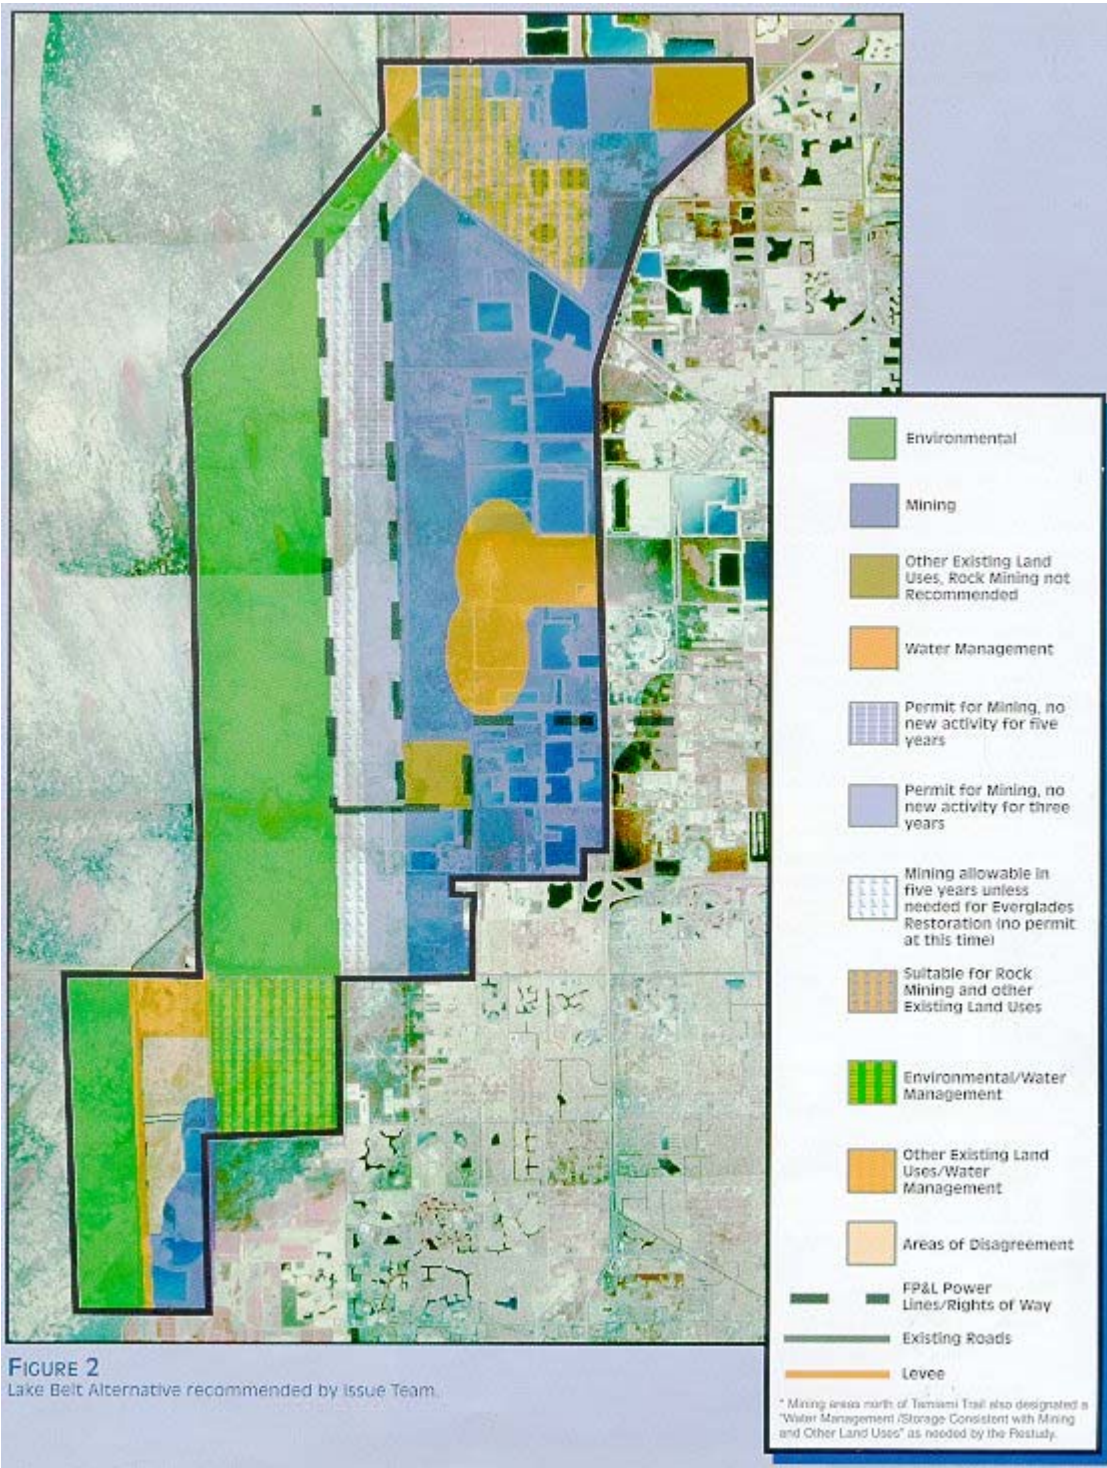 Environmental
Mining
Other Existing Land
Uses, Rock Mining not
Recommended
Water Management
Permit for Mining, no
new activity for five
years
Permit for Mining, no
new activity for three
years
Mining allowable in
five years unless
needed for Everglades
Restoration (no permit
at this time)
Suitable for Rock
Mining and other
Existing Land Uses
Environmental/Water
Management
Other Existing Land
Uses/Water
Management
Areas of Disagreement
FP&L Power
Lines/Rights of Way
Existing Roads
Levee
* Mining areas north of Tamiami Trail also designated a
"Water Management /Storage Consistent with Mining
and Other Land Uses" as needed by the Restudy.
FIGURE 2
Lake Belt Alternative recommended by Issue Team.